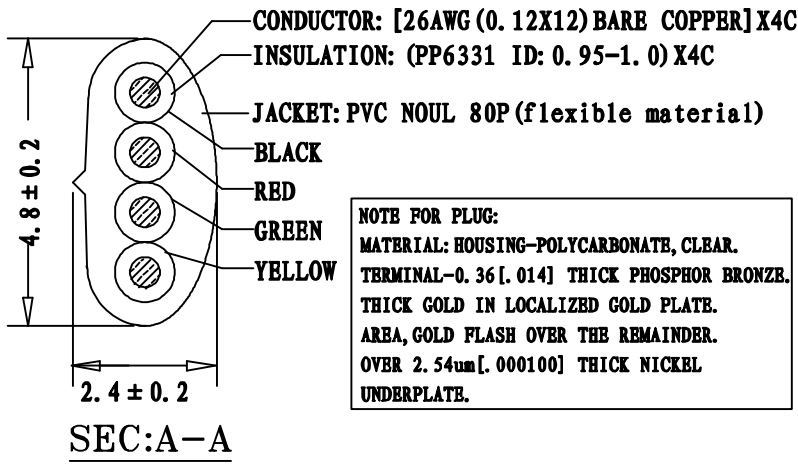 CONDUCTOR: [26AWG(0.12X12)BARE COPPER]X4C
INSULATION: (PP6331 ID:0.95-1.0)X4C
JACKET: PVC NOUL 80P(flexible material)
BLACK
RED
GREEN
YELLOW
4.8±0.2
2.4±0.2
SEC:A-A
NOTE FOR PLUG:
MATERIAL: HOUSING-POLYCARBONATE, CLEAR.
TERMINAL-0.36[.014] THICK PHOSPHOR BRONZE.
THICK GOLD IN LOCALIZED GOLD PLATE.
AREA, GOLD FLASH OVER THE REMAINDER.
OVER 2.54um[.000100] THICK NICKEL
UNDERPLATE.